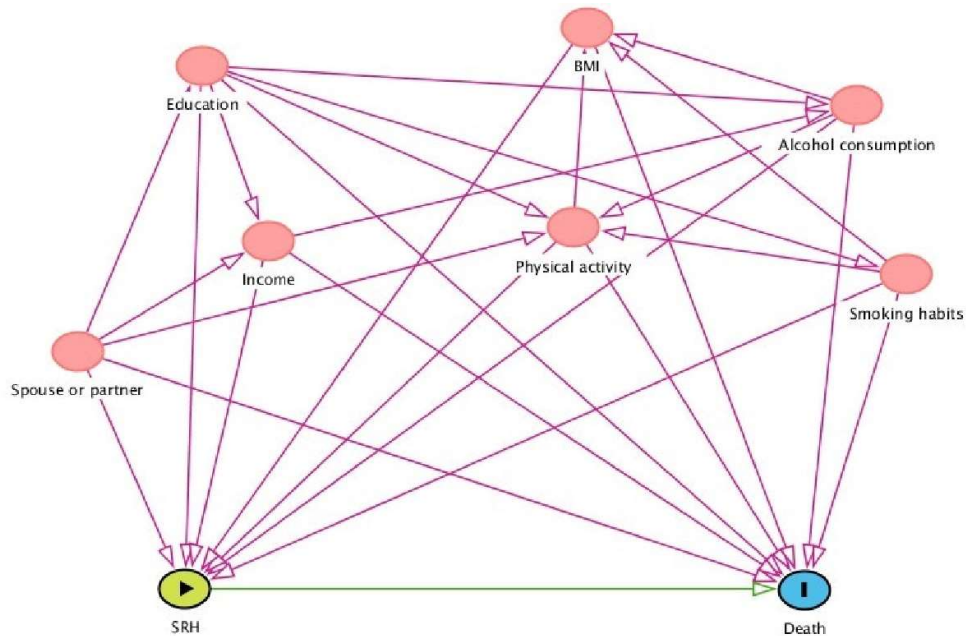 BMI
Education
Alcohol consumption
Physical activity
Income
Smoking habits
Spouse or partner
SRH
Death